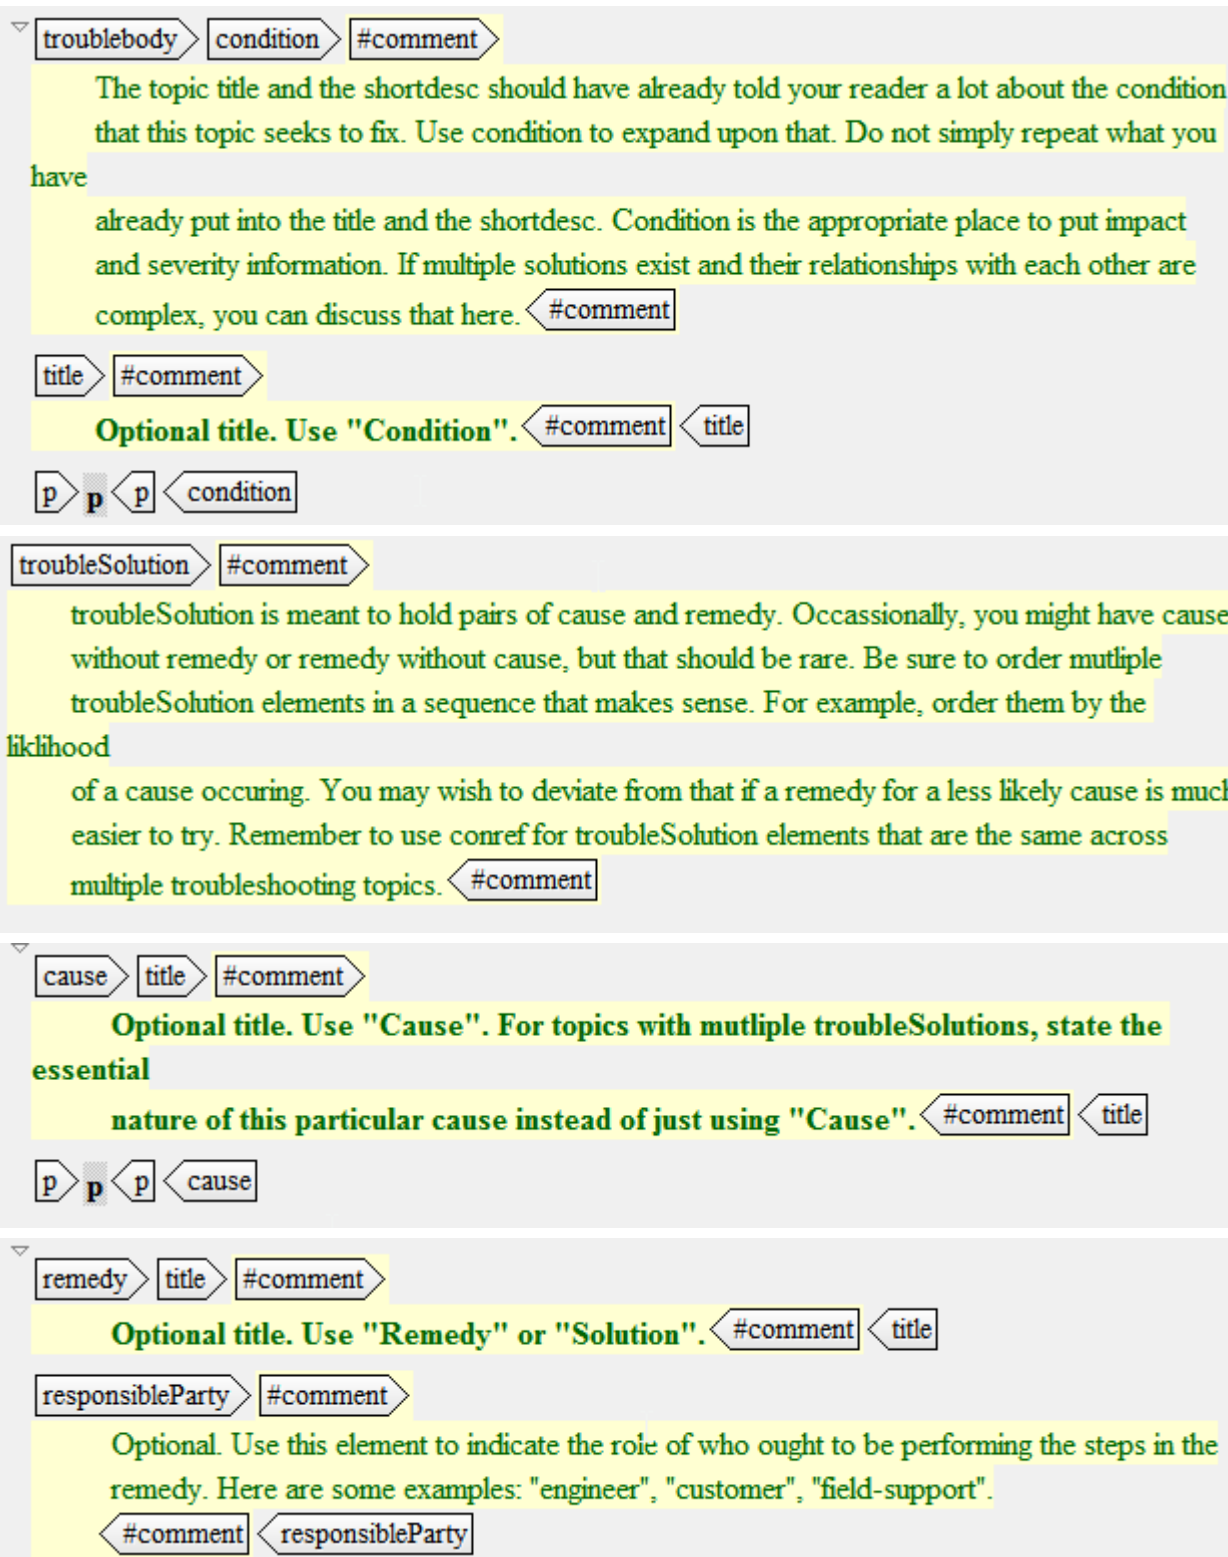 troublebody condition #comment
The topic title and the shortdesc should have already told your reader a lot about the condition
that this topic seeks to fix. Use condition to expand upon that. Do not simply repeat what you
have
already put into the title and the shortdesc. Condition is the appropriate place to put impact
and severity information. If multiple solutions exist and their relationships with each other are
complex, you can discuss that here. #comment
title #comment
Optional title. Use "Condition". #comment title
p p p condition
troubleSolution #comment
troubleSolution is meant to hold pairs of cause and remedy. Occassionally, you might have cause
without remedy or remedy without cause, but that should be rare. Be sure to order mutliple
troubleSolution elements in a sequence that makes sense. For example, order them by the
liklihood
of a cause occuring. You may wish to deviate from that if a remedy for a less likely cause is much
easier to try. Remember to use conref for troubleSolution elements that are the same across
multiple troubleshooting topics. #comment
cause title #comment
Optional title. Use "Cause". For topics with mutliple troubleSolutions, state the
essential
nature of this particular cause instead of just using "Cause". #comment title
p p p cause
remedy title #comment
Optional title. Use "Remedy" or "Solution". #comment title
responsibleParty #comment
Optional. Use this element to indicate the role of who ought to be performing the steps in the
remedy. Here are some examples: "engineer", "customer", "field-support".
#comment responsibleParty